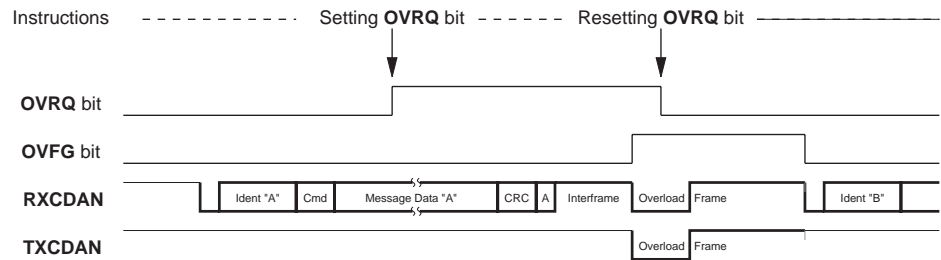 Instructions Setting OVRQ bit Resetting OVRQ bit
OVRQ bit
OVFG bit
RXCDAN Ident "A" Cmd Message Data "A" CRC A Interframe Overload Frame Ident "B"
TXCDAN Overload Frame